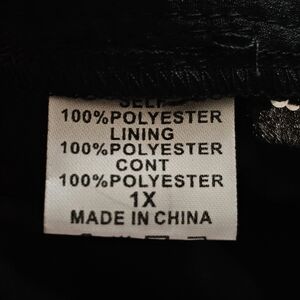 SELF
100%POLYESTER
LINING
100%POLYESTER
CONT
100%POLYESTER
1X
MADE IN CHINA